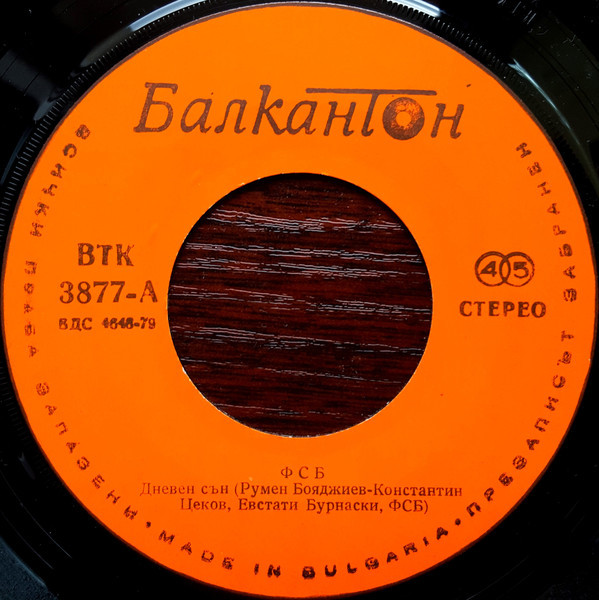 Балкантон
ВТК
3877-А
ВДС 4646-79
45
СТЕРЕО
ФСБ
Дневен сън (Румен Бояджиев-Константин
Цеков, Евстати Бурнаски, ФСБ)
ВСИЧКИ ПРАВА ЗАПАЗЕНИ • MADE IN BULGARIA • ПРЕЗАПИСЪТ ЗАБРАНЕН